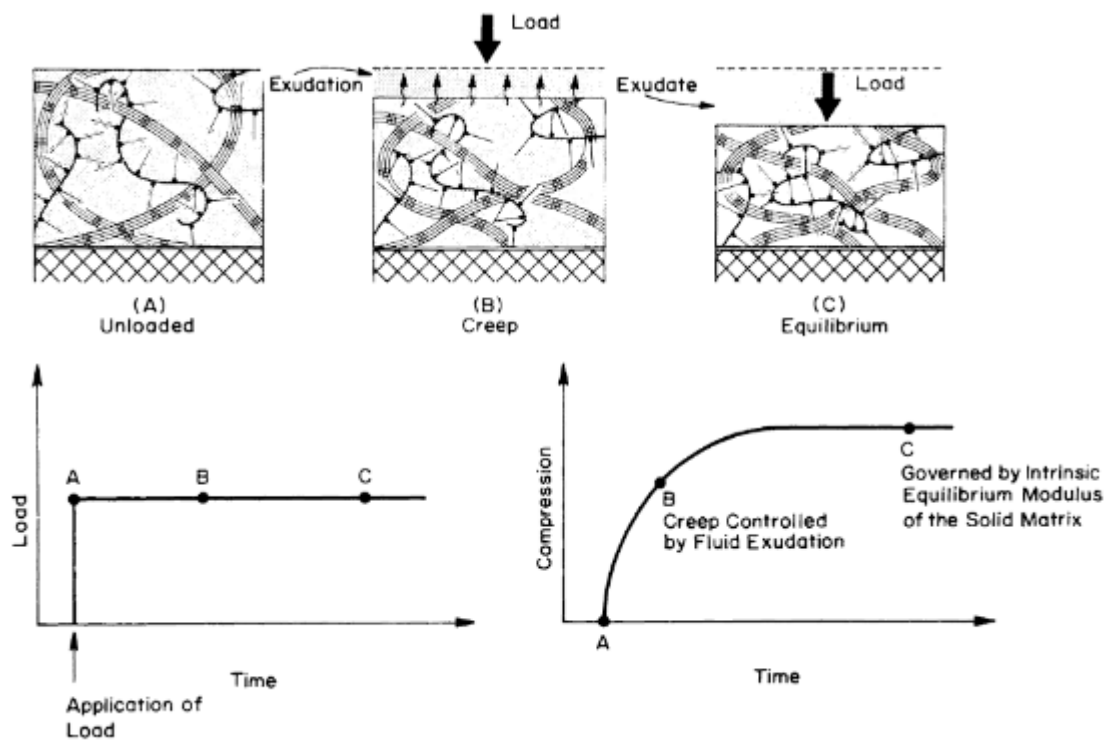 Load
Exudation
Exudate
Load
(A)
Unloaded
(B)
Creep
(C)
Equilibrium
Load
A
B
C
Time
Application of
Load
Compression
A
B
Creep Controlled
by Fluid Exudation
C
Governed by Intrinsic
Equilibrium Modulus
of the Solid Matrix
Time